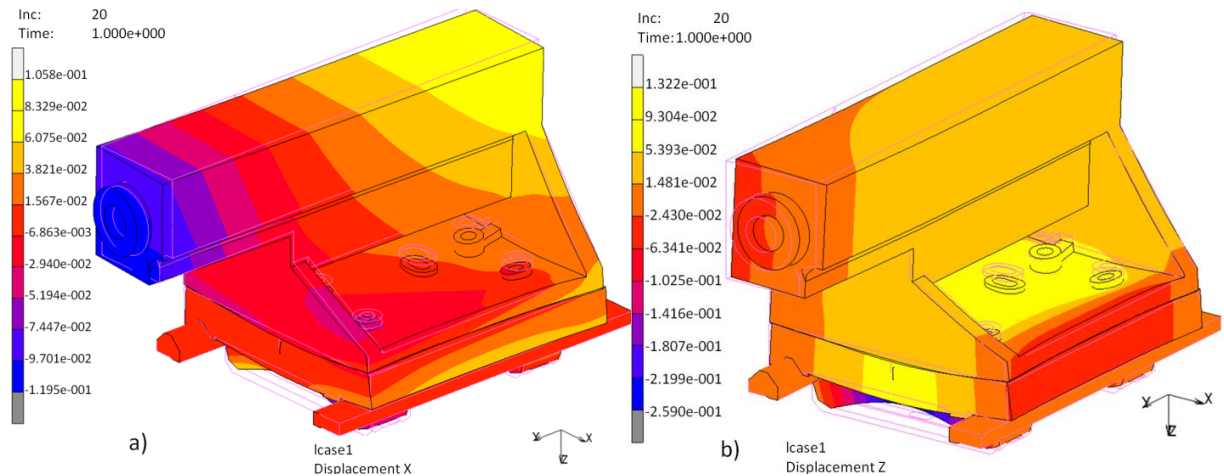 Inc: 20
Time: 1.000e+000
1.058e-001
8.329e-002
6.075e-002
3.821e-002
1.567e-002
-6.863e-003
-2.940e-002
-5.194e-002
-7.447e-002
-9.701e-002
-1.195e-001
a)
lcase1
Displacement X
Y
X
Z
Inc: 20
Time:1.000e+000
1.322e-001
9.304e-002
5.393e-002
1.481e-002
-2.430e-002
-6.341e-002
-1.025e-001
-1.416e-001
-1.807e-001
-2.199e-001
-2.590e-001
b)
lcase1
Displacement Z
Y
X
Z